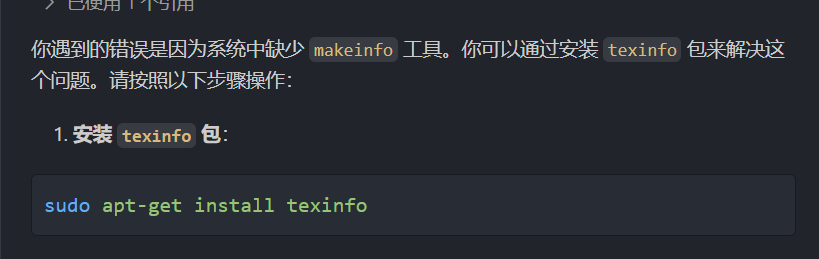 已使用 1 个引用
你遇到的错误是因为系统中缺少 makeinfo 工具。你可以通过安装 texinfo 包来解决这
个问题。请按照以下步骤操作：
1. 安装 texinfo 包：
sudo apt-get install texinfo